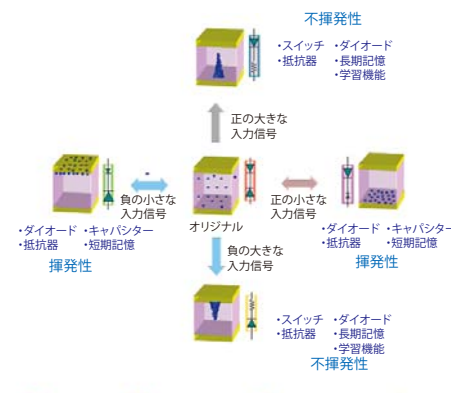 不揮発性
・スイッチ ・ダイオード
・抵抗器 ・長期記憶
・学習機能
正の大きな
入力信号
負の小さな
入力信号
オリジナル
正の小さな
入力信号
・ダイオード ・キャパシター
・抵抗器 ・短期記憶
揮発性
・ダイオード ・キャパシター
・抵抗器 ・短期記憶
揮発性
負の大きな
入力信号
・スイッチ ・ダイオード
・抵抗器 ・長期記憶
・学習機能
不揮発性